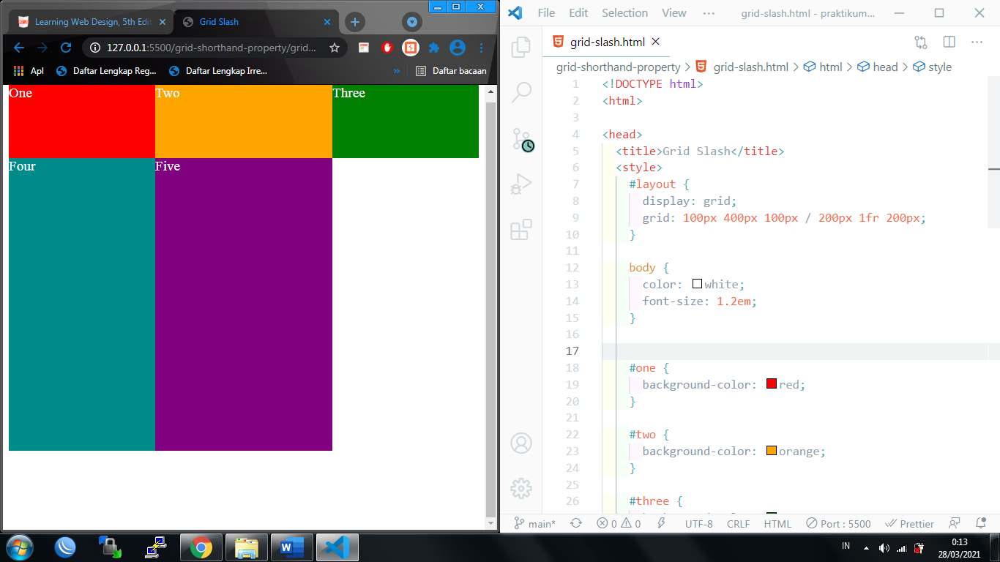 Learning Web Design, 5th Edi
Grid Slash
127.0.0.1:5500/grid-shorthand-property/grid...
Apl
Daftar Lengkap Reg...
Daftar Lengkap Irre...
»
Daftar bacaan
One
Two
Three
Four
Five
File Edit Selection View ··· grid-slash.html - praktikum...
grid-slash.html
grid-shorthand-property > grid-slash.html > html > head > style
1 <!DOCTYPE html>
2 <html>
3
4 <head>
5 <title>Grid Slash</title>
6 <style>
7 #layout {
8 display: grid;
9 grid: 100px 400px 100px / 200px 1fr 200px;
10 }
11
12 body {
13 color: white;
14 font-size: 1.2em;
15 }
16
17
18 #one {
19 background-color: red;
20 }
21
22 #two {
23 background-color: orange;
24 }
25
26 #three {
main* 0 0 UTF-8 CRLF HTML Port : 5500 Prettier
IN
0:13
28/03/2021